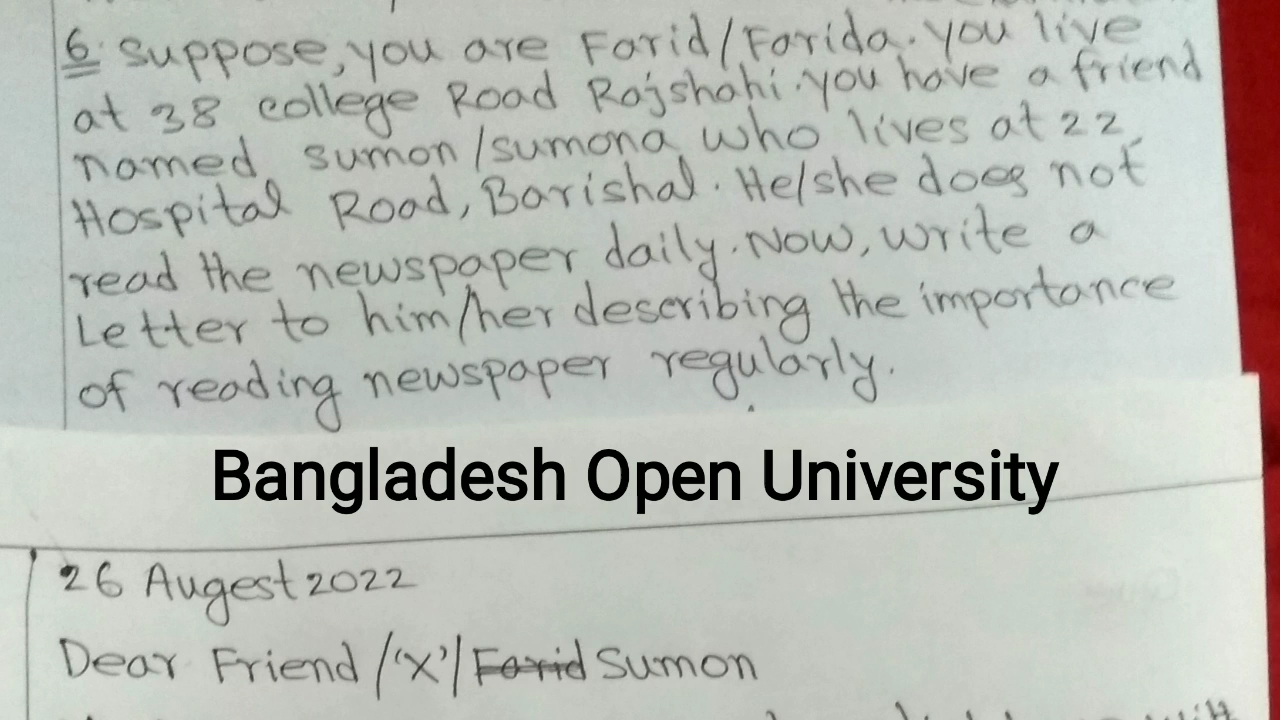 6. Suppose, you are Farid/Farida. you live
at 38 college Road Rajshahi. you have a friend
named sumon/sumona who lives at 22,
Hospital Road, Barishal. He/she does not
read the newspaper daily. Now, write a
Letter to him/her describing the importance
of reading newspaper regularly.
Bangladesh Open University
26 Augest 2022
Dear Friend/'X'/Farid Sumon